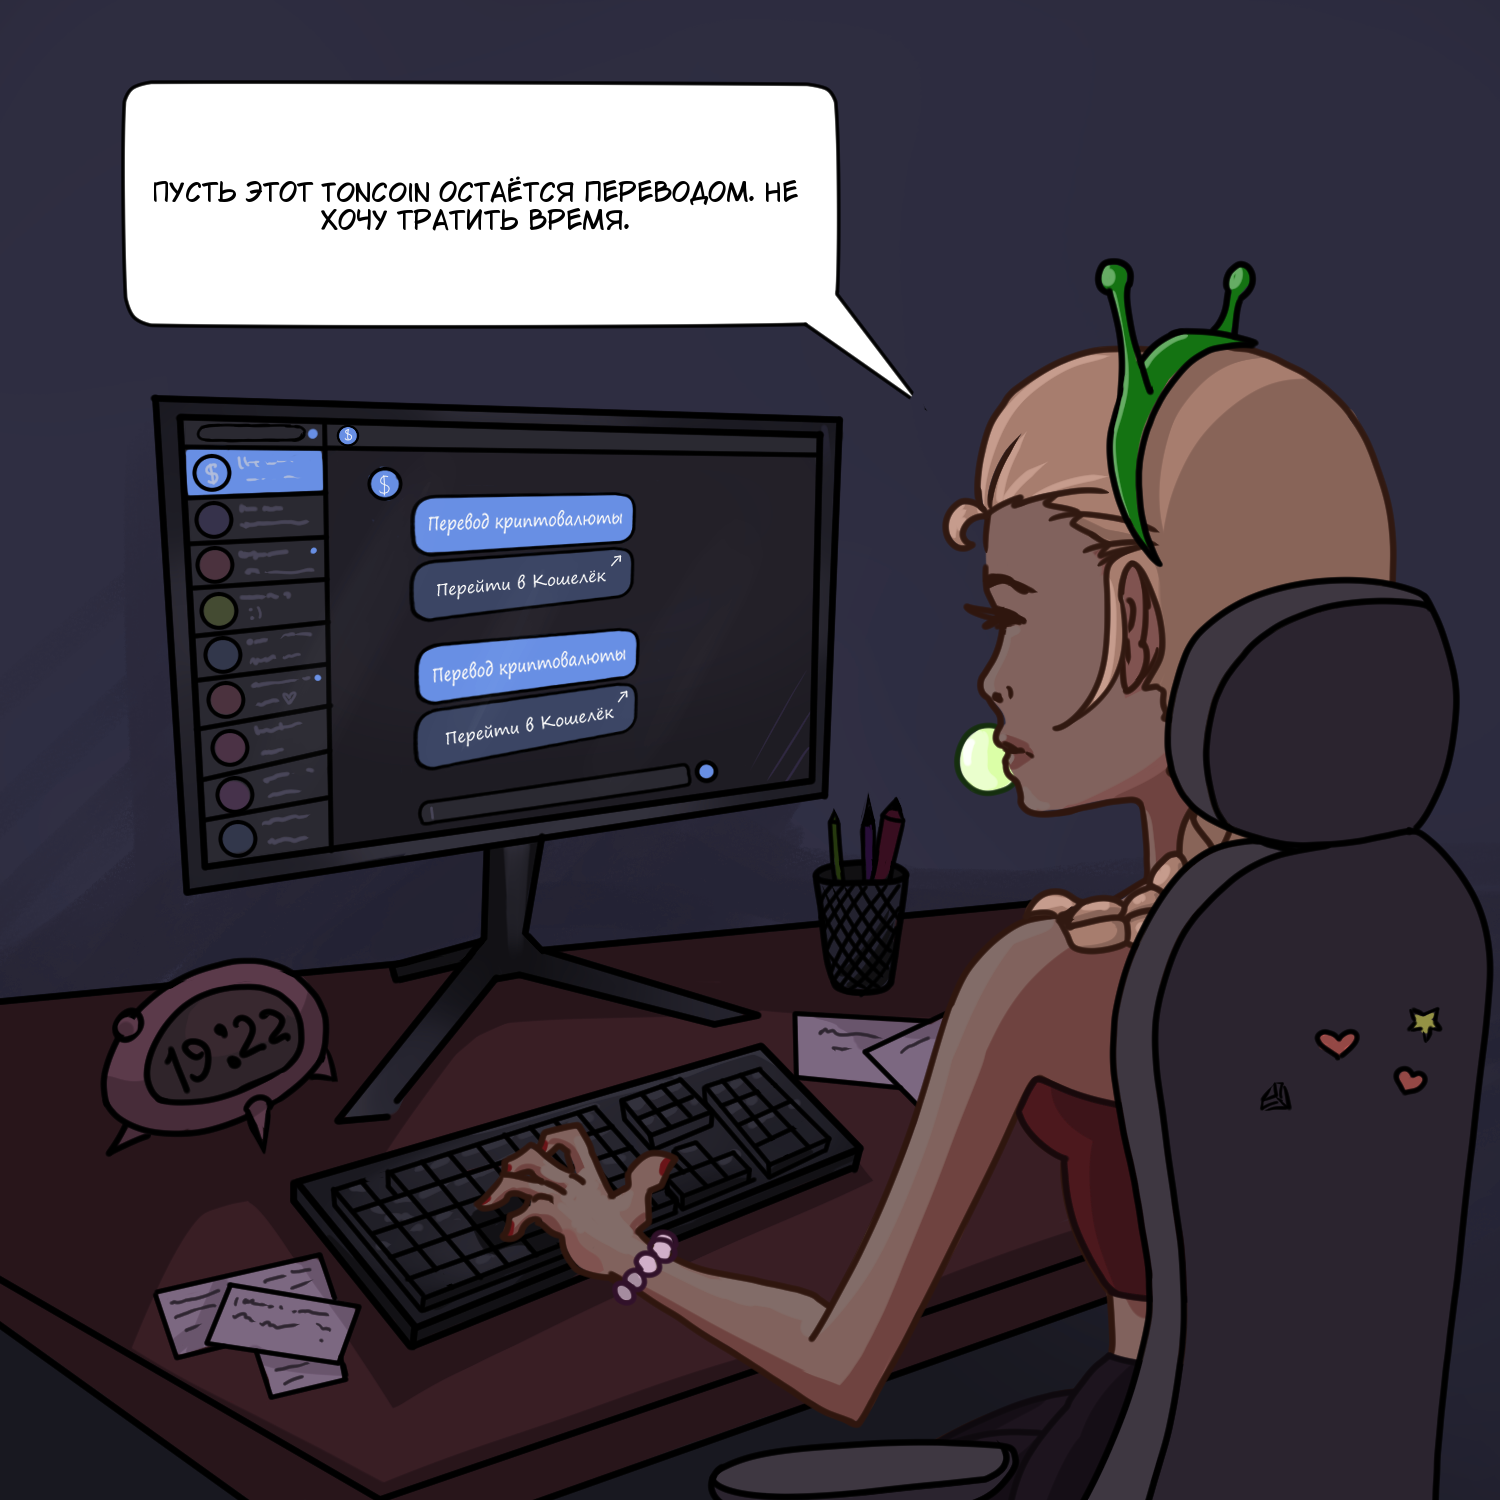 ПУСТЬ ЭТОТ TONCOIN ОСТАЁТСЯ ПЕРЕВОДОМ. НЕ
ХОЧУ ТРАТИТЬ ВРЕМЯ.
$
$
$
Перевод криптовалюты
Перейти в Кошелёк
:)
Перевод криптовалюты
Перейти в Кошелёк
19:22